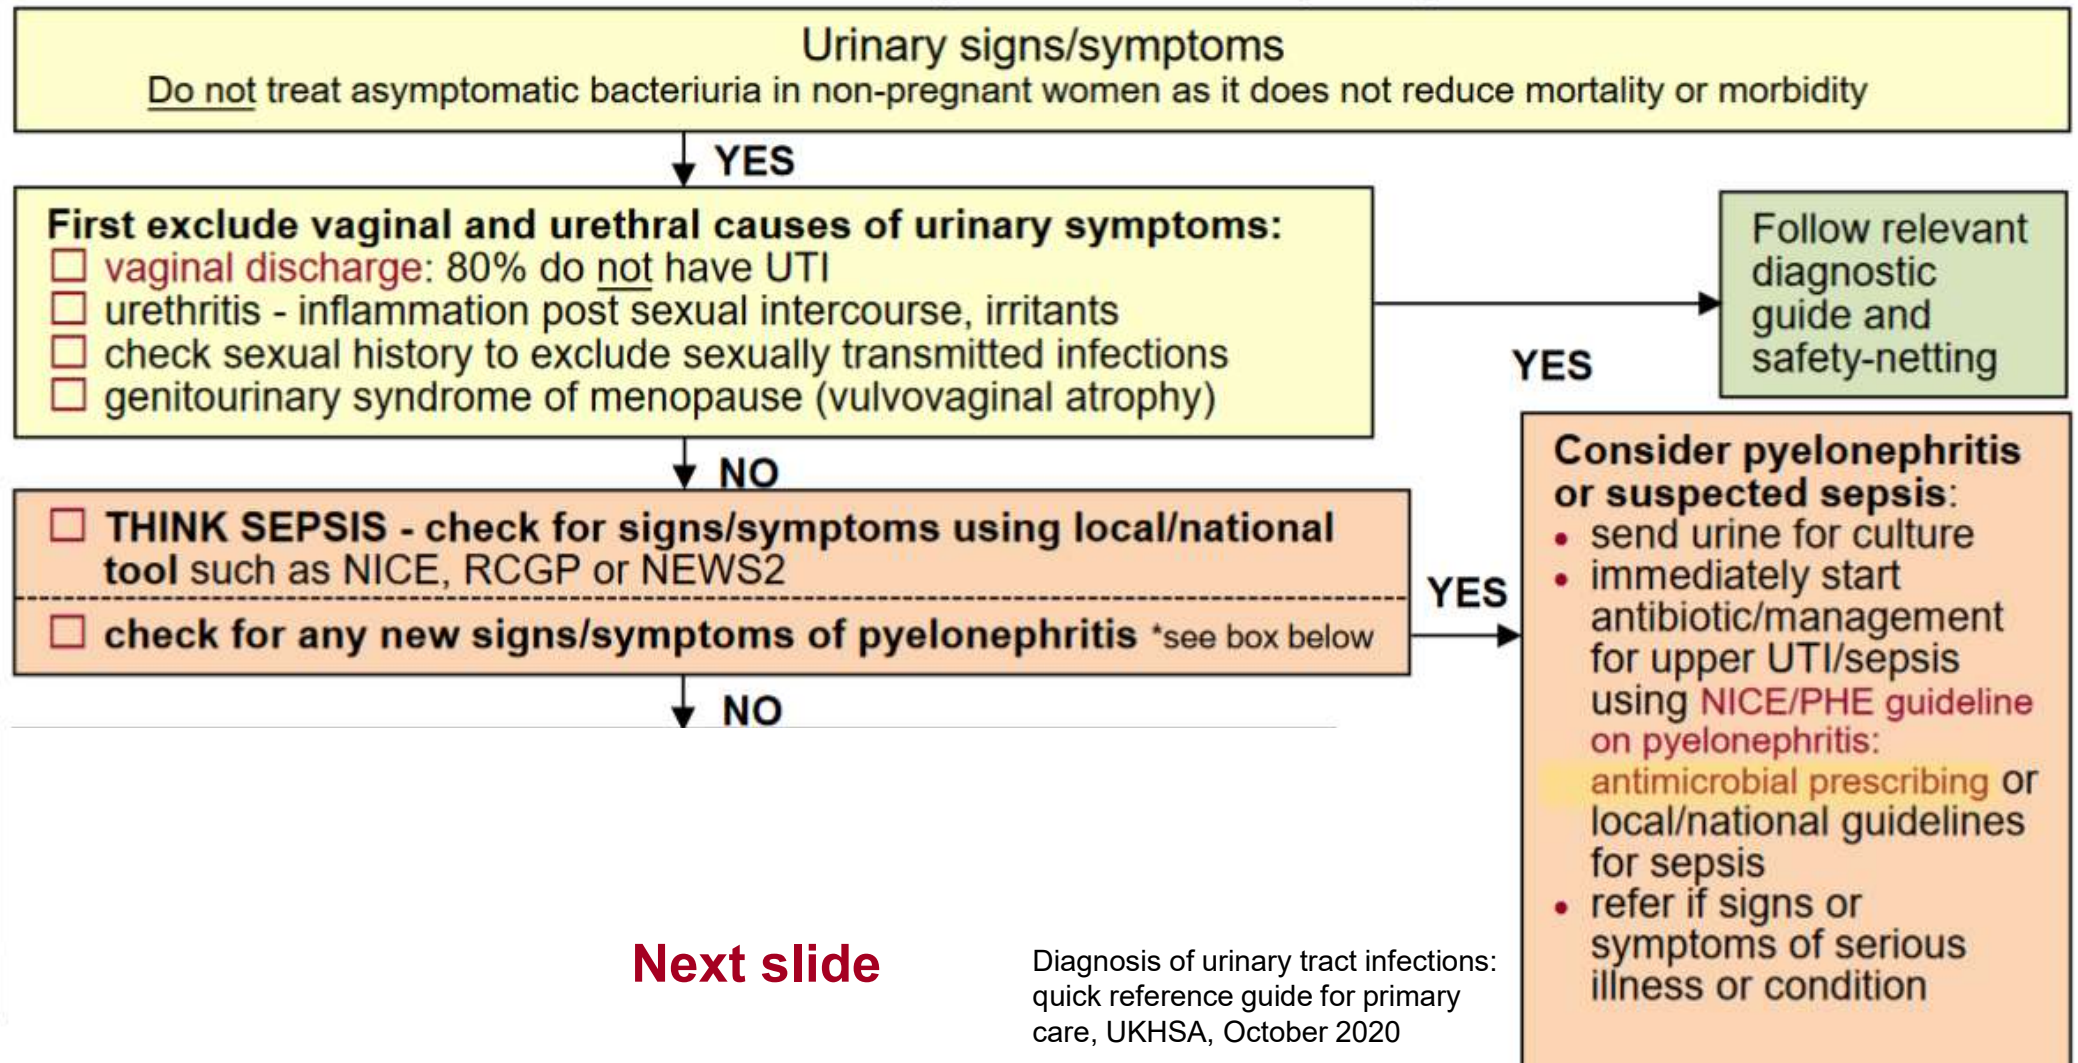 Urinary signs/symptoms
Do not treat asymptomatic bacteriuria in non-pregnant women as it does not reduce mortality or morbidity
YES
First exclude vaginal and urethral causes of urinary symptoms:
vaginal discharge: 80% do not have UTI
urethritis - inflammation post sexual intercourse, irritants
check sexual history to exclude sexually transmitted infections
genitourinary syndrome of menopause (vulvovaginal atrophy)
YES
Follow relevant
diagnostic
guide and
safety-netting
NO
THINK SEPSIS - check for signs/symptoms using local/national
tool such as NICE, RCGP or NEWS2
check for any new signs/symptoms of pyelonephritis *see box below
YES
Consider pyelonephritis
or suspected sepsis:
• send urine for culture
• immediately start
antibiotic/management
for upper UTI/sepsis
using NICE/PHE guideline
on pyelonephritis:
antimicrobial prescribing or
local/national guidelines
for sepsis
• refer if signs or
symptoms of serious
illness or condition
NO
Next slide
Diagnosis of urinary tract infections:
quick reference guide for primary
care, UKHSA, October 2020